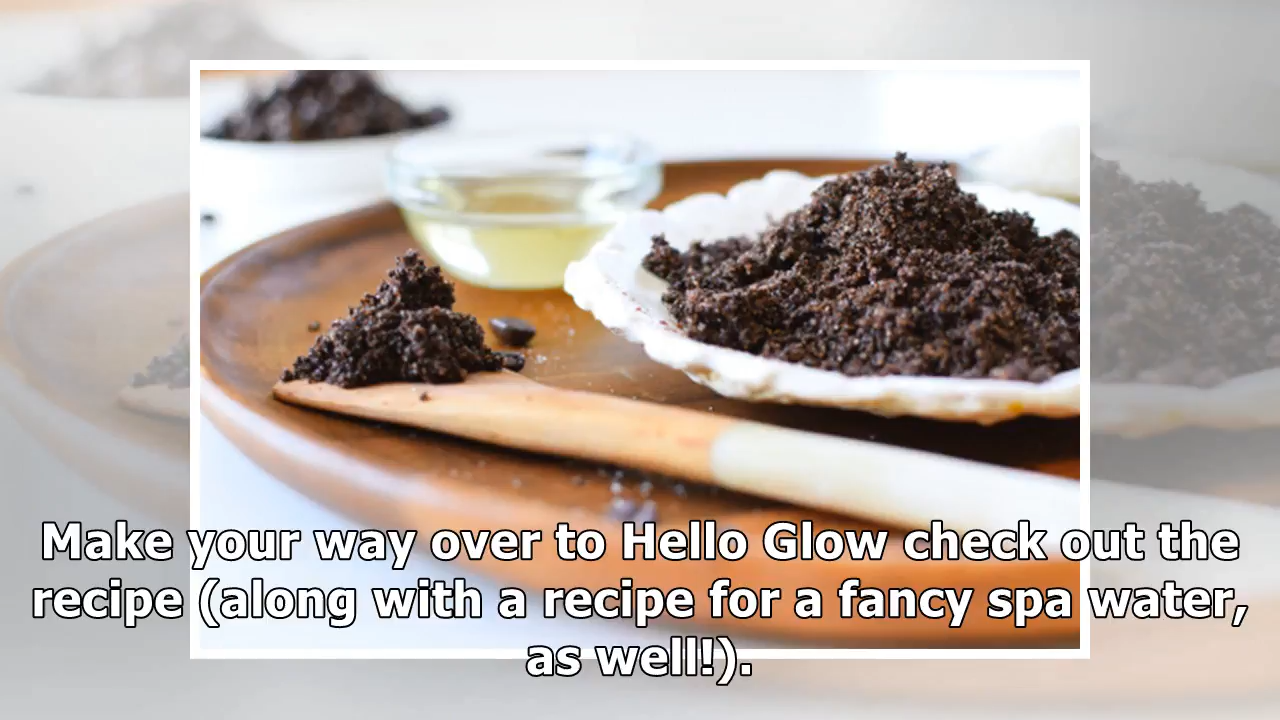 Make your way over to Hello Glow check out the
recipe (along with a recipe for a fancy spa water,
as well!).